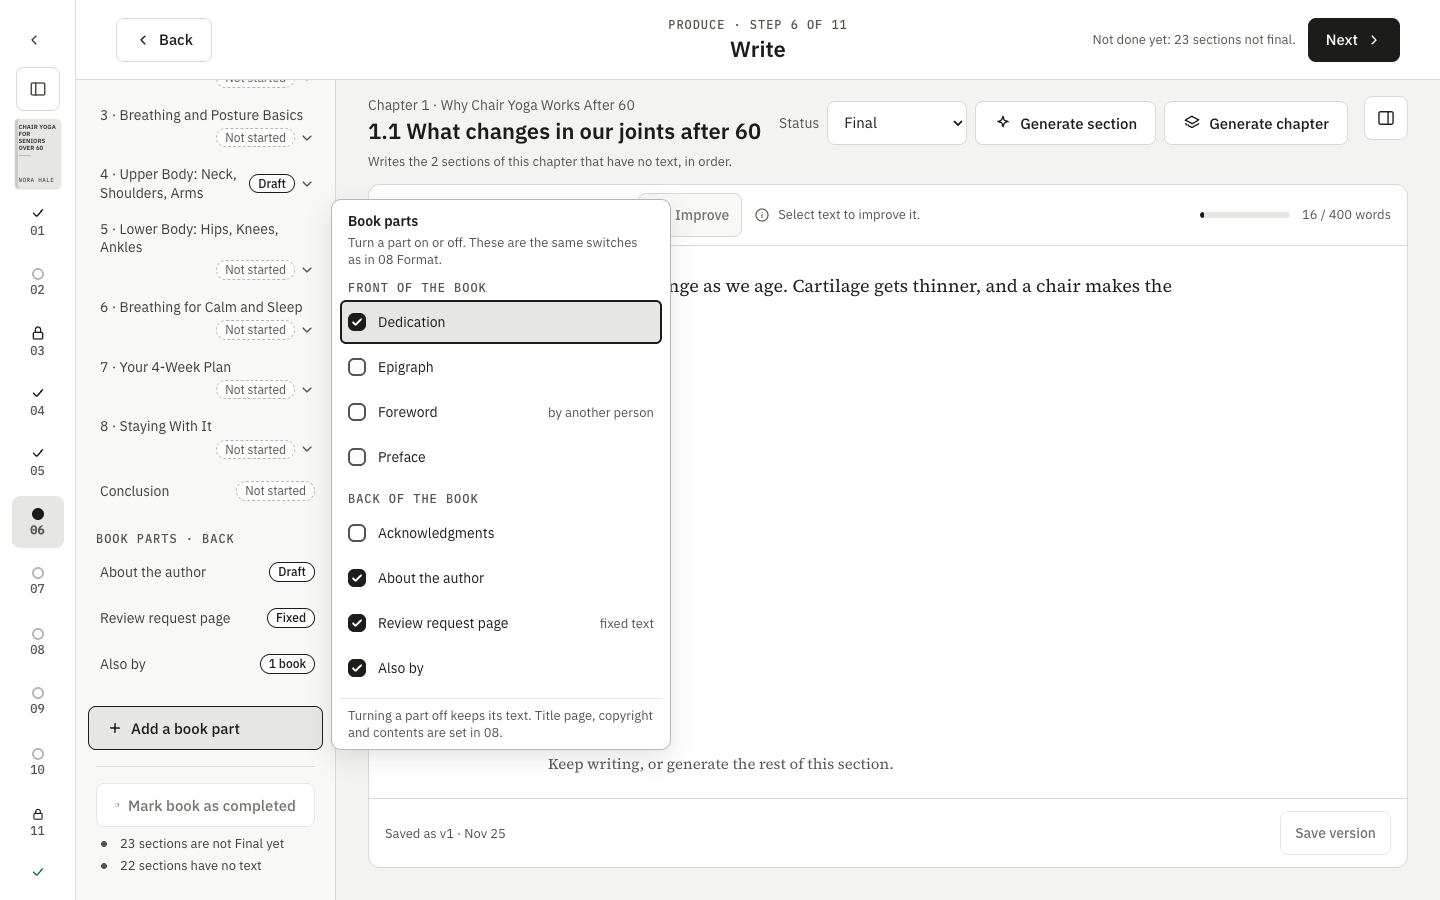 Back
PRODUCE · STEP 6 OF 11
Write
Not done yet: 23 sections not final.
Next
CHAIR YOGA
FOR
SENIORS
OVER 60
NORA HALE
01
02
03
04
05
06
07
08
09
10
11
3 · Breathing and Posture Basics
Not started
4 · Upper Body: Neck,
Shoulders, Arms
Draft
5 · Lower Body: Hips, Knees,
Ankles
Not started
6 · Breathing for Calm and Sleep
Not started
7 · Your 4-Week Plan
Not started
8 · Staying With It
Not started
Conclusion
Not started
BOOK PARTS · BACK
About the author
Draft
Review request page
Fixed
Also by
1 book
Add a book part
Mark book as completed
23 sections are not Final yet
22 sections have no text
Book parts
Turn a part on or off. These are the same switches
as in 08 Format.
FRONT OF THE BOOK
Dedication
Epigraph
Foreword
by another person
Preface
BACK OF THE BOOK
Acknowledgments
About the author
Review request page
fixed text
Also by
Turning a part off keeps its text. Title page, copyright
and contents are set in 08.
Chapter 1 · Why Chair Yoga Works After 60
1.1 What changes in our joints after 60
Status
Final
Generate section
Generate chapter
Writes the 2 sections of this chapter that have no text, in order.
Improve
Select text to improve it.
16 / 400 words
nge as we age. Cartilage gets thinner, and a chair makes the
Keep writing, or generate the rest of this section.
Saved as v1 · Nov 25
Save version